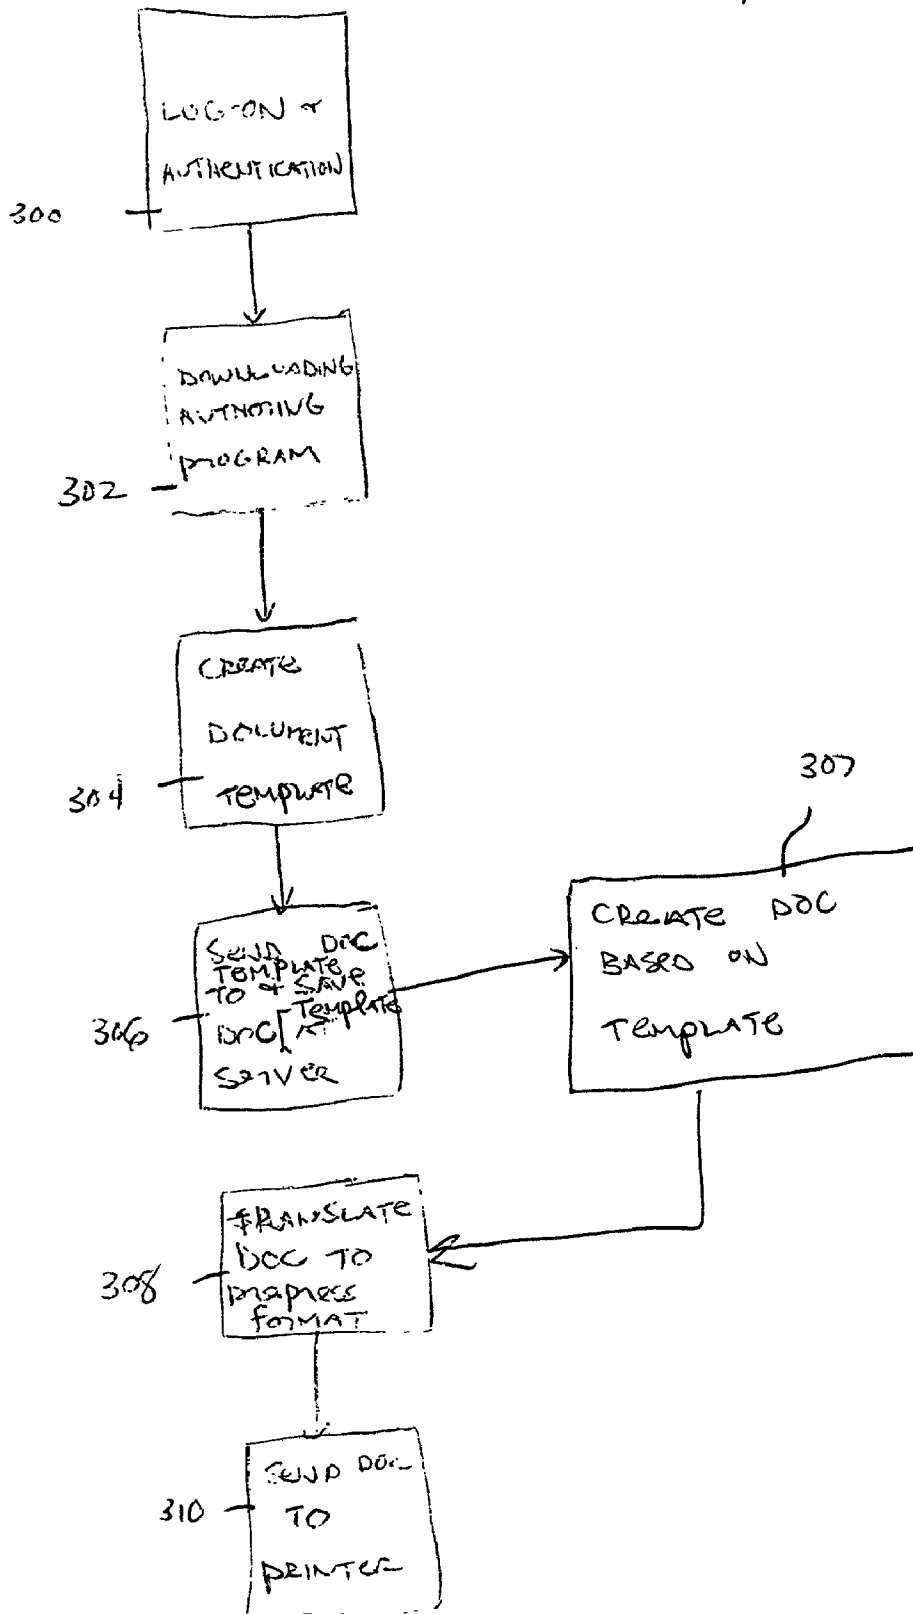 LOG-ON &
AUTHENTICATION
300
DOWNLOADING
AUTHORING
PROGRAM
302
CREATE
DOCUMENT
TEMPLATE
304
SEND DOC
TEMPLATE
TO & SAVE
Template
DOC [AT
SERVER
306
307
CREATE DOC
BASED ON
TEMPLATE
TRANSLATE
DOC TO
prepress
FORMAT
308
SEND DOC
TO
PRINTER
310